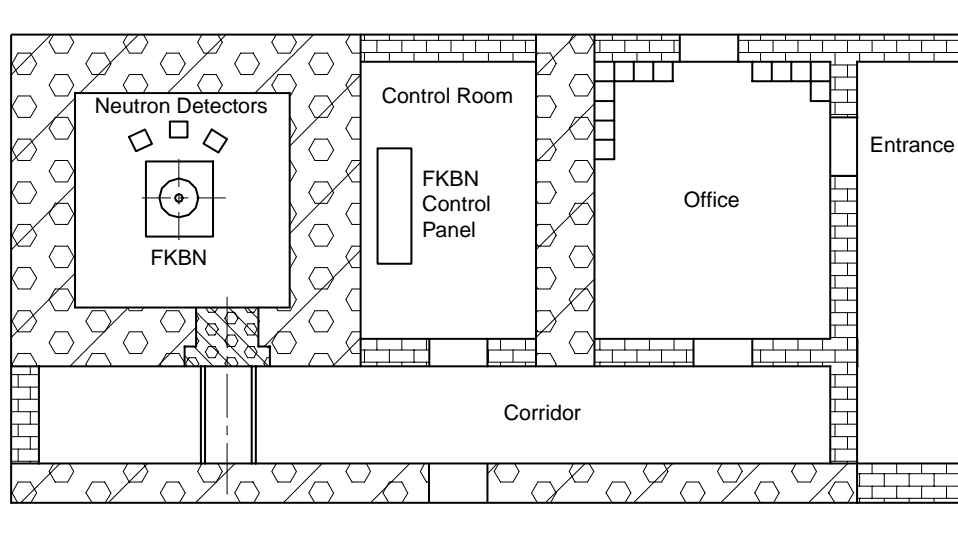 Neutron Detectors
FKBN
Control Room
FKBN
Control
Panel
Office
Entrance
Corridor